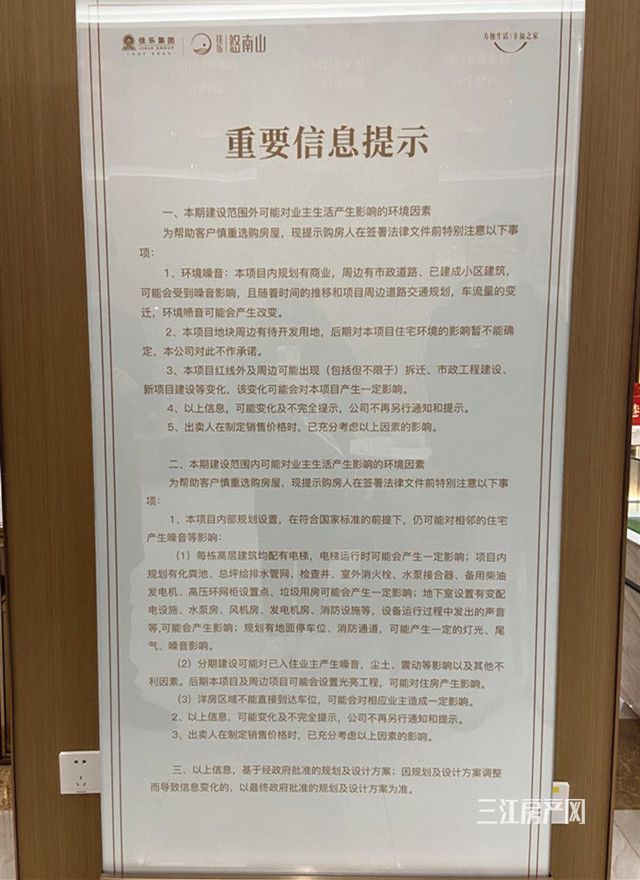 佳乐集团
JIALE GROUP
佳乐
悠南山
方便生活 | 幸福之家
重要信息提示
一、本期建设范围外可能对业主生活产生影响的环境因素
为帮助客户慎重选购房屋，现提示购房人在签署法律文件前特别注意以下事
项：
1、环境噪音：本项目内规划有商业，周边有市政道路、已建成小区建筑，
可能会受到噪音影响，且随着时间的推移和项目周边道路交通规划，车流量的变
迁，环境噪音可能会产生改变。
2、本项目地块周边有待开发用地，后期对本项目住宅环境的影响暂不能确
定，本公司对此不作承诺。
3、本项目红线外及周边可能出现（包括但不限于）拆迁、市政工程建设、
新项目建设等变化，该变化可能会对本项目产生一定影响。
4、以上信息，可能变化及不完全提示，公司不再另行通知和提示。
5、出卖人在制定销售价格时，已充分考虑以上因素的影响。
二、本期建设范围内可能对业主生活产生影响的环境因素
为帮助客户慎重选购房屋，现提示购房人在签署法律文件前特别注意以下事
项：
1、本项目内部规划设置，在符合国家标准的前提下，仍可能对相邻的住宅
产生噪音等影响：
（1）每栋高层建筑均配有电梯，电梯运行时可能会产生一定影响；项目内
规划有化粪池、总坪给排水管网、检查井、室外消火栓、水泵接合器、备用柴油
发电机、高压环网柜设置点、垃圾用房可能会产生一定影响；地下室设置有变配
电设施、水泵房、风机房、发电机房、消防设施等，设备运行过程中发出的声音
等，可能会产生影响；规划有地面停车位、消防通道，可能产生一定的灯光、尾
气、噪音影响。
（2）分期建设可能对已入住业主产生噪音，尘土、震动等影响以及其他不
利因素。后期本项目及周边项目可能会设置光亮工程，可能对住房产生影响。
（3）洋房区域不能直接到达车位，可能会对相应业主造成一定影响。
2、以上信息，可能变化及不完全提示，公司不再另行通知和提示。
3、出卖人在制定销售价格时，已充分考虑以上因素的影响。
三、以上信息，基于经政府批准的规划及设计方案；因规划及设计方案调整
而导致信息变化的，以最终政府批准的规划及设计方案为准。
三江房产网